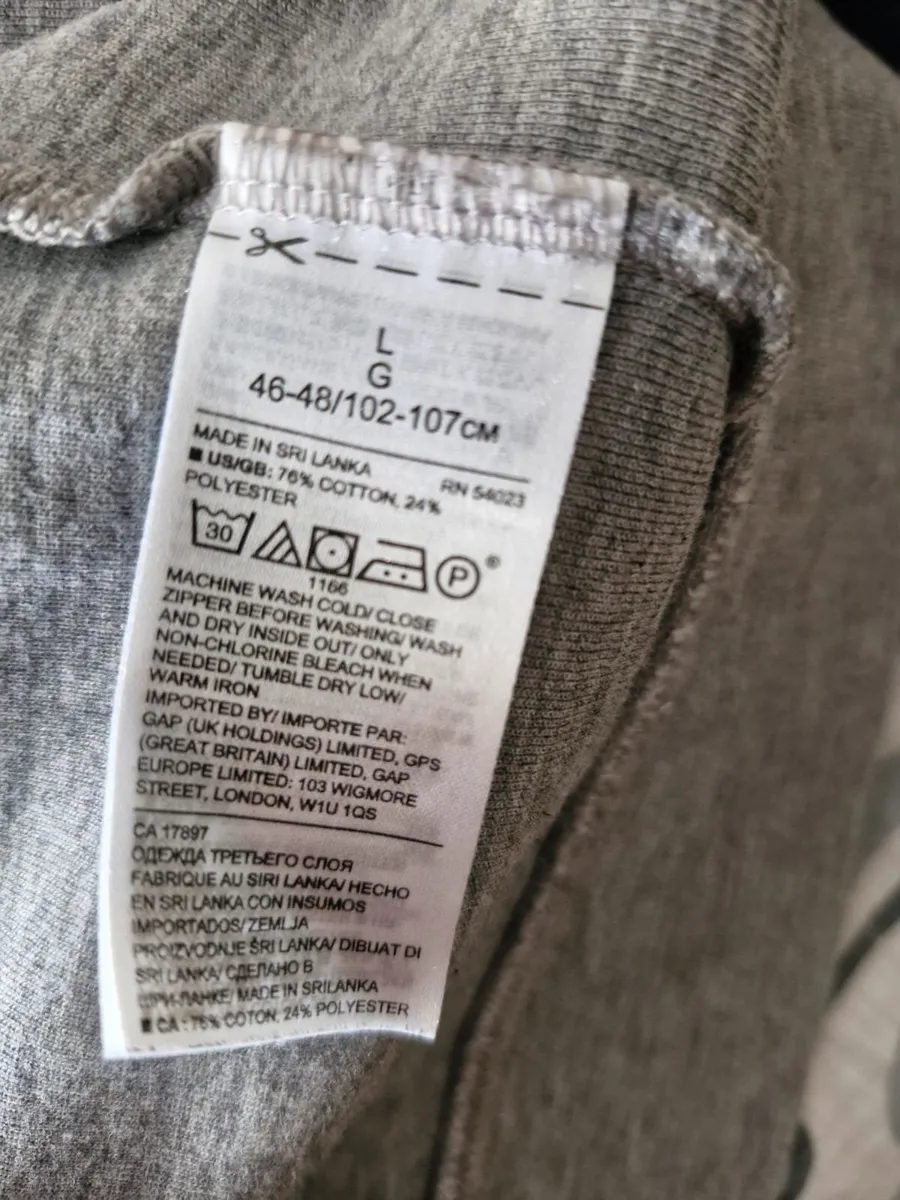 L
G
46-48/102-107CM
MADE IN SRI LANKA
RN 54023
■ US/GB: 76% COTTON, 24%
POLYESTER
30
P
®
1166
MACHINE WASH COLD/ CLOSE
ZIPPER BEFORE WASHING/ WASH
AND DRY INSIDE OUT/ ONLY
NON-CHLORINE BLEACH WHEN
NEEDED/ TUMBLE DRY LOW/
WARM IRON
IMPORTED BY/ IMPORTE PAR:
GAP (UK HOLDINGS) LIMITED, GPS
(GREAT BRITAIN) LIMITED, GAP
EUROPE LIMITED: 103 WIGMORE
STREET, LONDON, W1U 1QS
CA 17897
ОДЕЖДА ТРЕТЬЕГО СЛОЯ
FABRIQUE AU SIRI LANKA/ HECHO
EN SRI LANKA CON INSUMOS
IMPORTADOS/ ZEMLJA
PROIZVODNJE ŠRI LANKA/ DIBUAT DI
SRI LANKA/ СДЕЛАНО В
ШРИ-ЛАНКЕ/ MADE IN SRILANKA
■ CA : 76% COTON, 24% POLYESTER